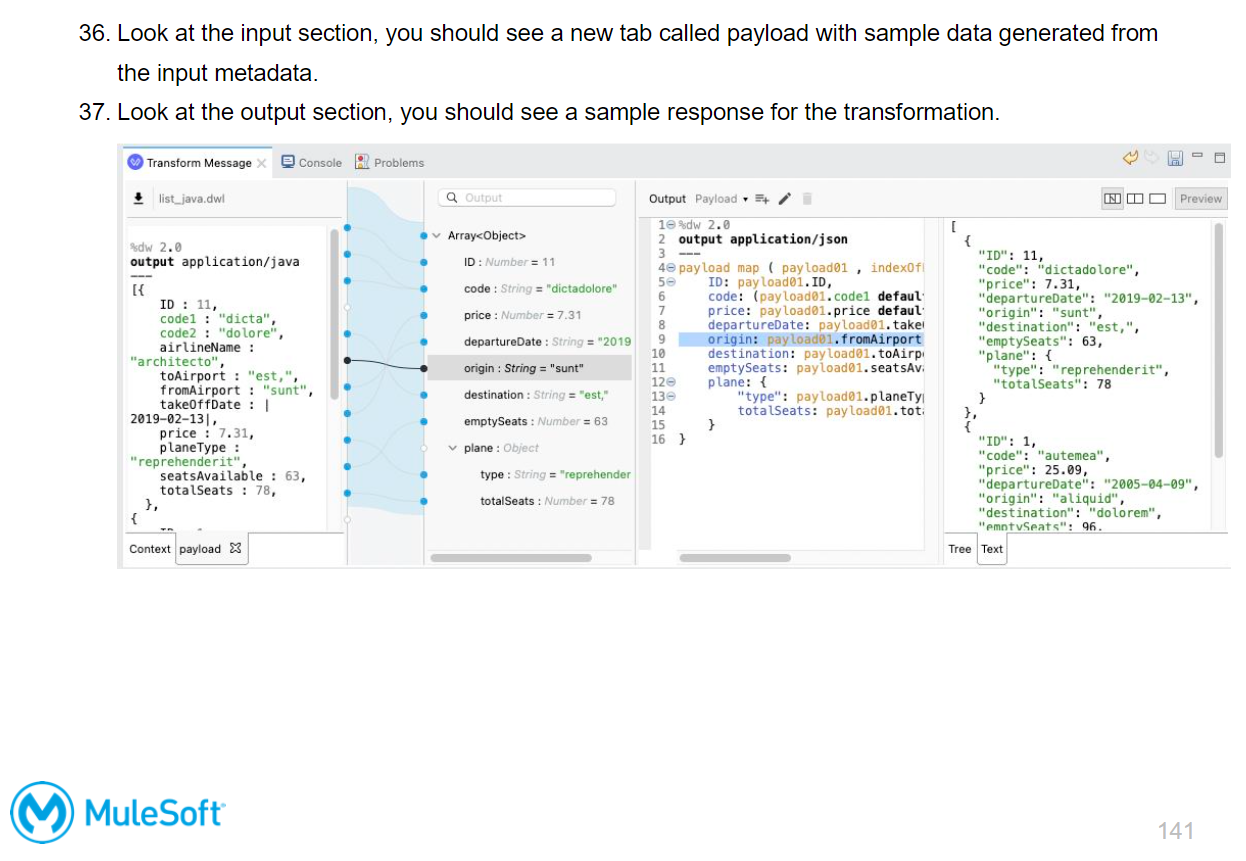 36. Look at the input section, you should see a new tab called payload with sample data generated from
the input metadata.
37. Look at the output section, you should see a sample response for the transformation.
Transform Message Console Problems
list_java.dwl
%dw 2.0
output application/java
---
[{
ID : 11,
code1 : "dicta",
code2 : "dolore",
airlineName :
"architecto",
toAirport : "est,",
fromAirport : "sunt",
takeOffDate : |
2019-02-13|,
price : 7.31,
planeType :
"reprehenderit",
seatsAvailable : 63,
totalSeats : 78,
},
{
Context payload
Output
Array<Object>
ID : Number = 11
code : String = "dictadolore"
price : Number = 7.31
departureDate : String = "2019
origin : String = "sunt"
destination : String = "est,"
emptySeats : Number = 63
plane : Object
type : String = "reprehender
totalSeats : Number = 78
Output Payload
Preview
1 %dw 2.0
2 output application/json
3 ---
4 payload map ( payload01 , indexOf
5 ID: payload01.ID,
6 code: (payload01.code1 defaul
7 price: payload01.price defaul
8 departureDate: payload01.take
9 origin: payload01.fromAirport
10 destination: payload01.toAirp
11 emptySeats: payload01.seatsAv
12 plane: {
13 "type": payload01.planeTy
14 totalSeats: payload01.tot
15 }
16 }
[
{
"ID": 11,
"code": "dictadolore",
"price": 7.31,
"departureDate": "2019-02-13",
"origin": "sunt",
"destination": "est,",
"emptySeats": 63,
"plane": {
"type": "reprehenderit",
"totalSeats": 78
}
},
{
"ID": 1,
"code": "autemea",
"price": 25.09,
"departureDate": "2005-04-09",
"origin": "aliquid",
"destination": "dolorem",
"emptySeats": 96,
Tree Text
MuleSoft
141